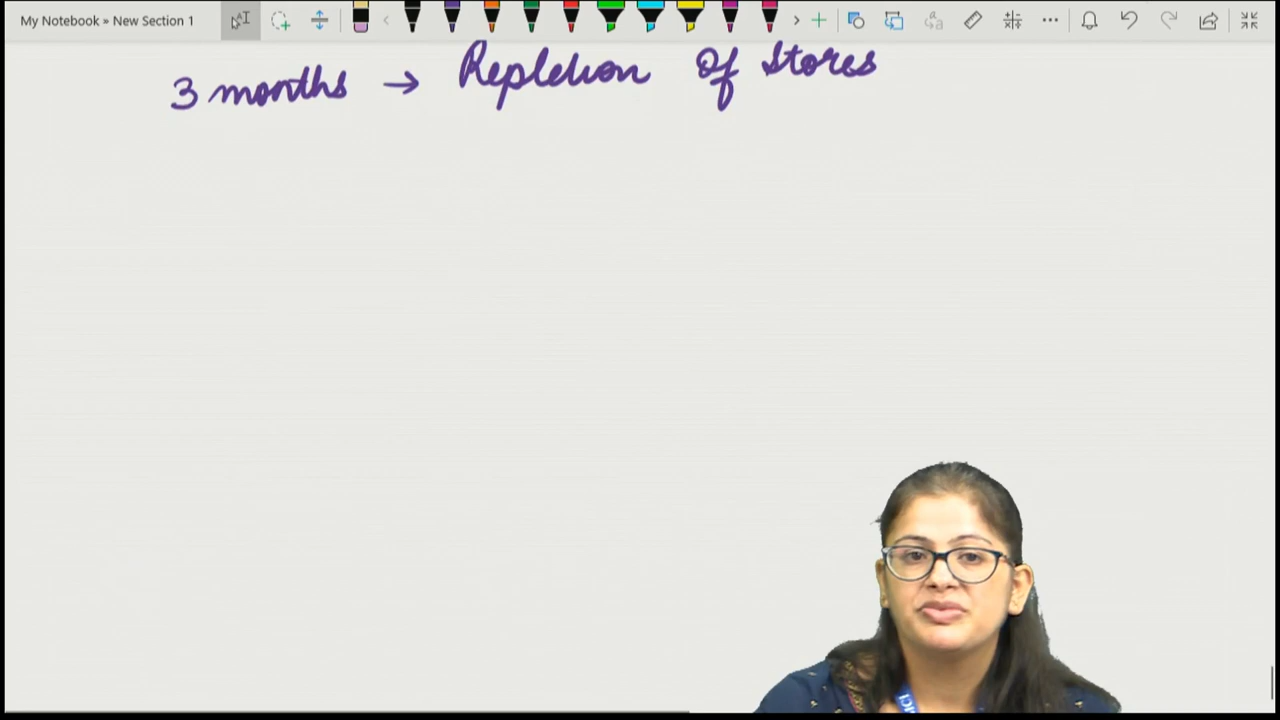 My Notebook » New Section 1
3 months → Repletion Of Stores